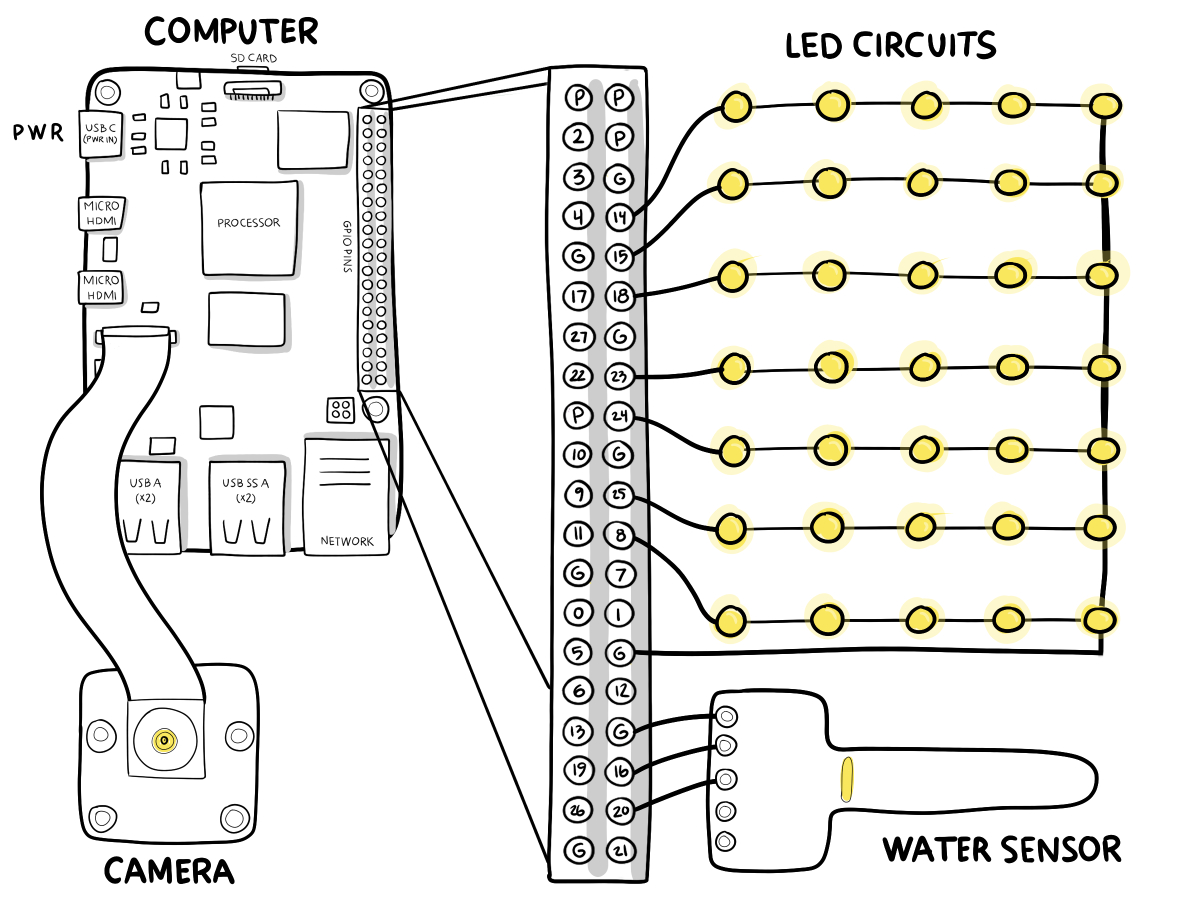 COMPUTER
SD CARD
LED CIRCUITS
PWR
USB C
(PWR IN)
MICRO
HDMI
PROCESSOR
GPIO PINS
MICRO
HDMI
USB A
(X2)
USB SS A
(X2)
NETWORK
CAMERA
P P
2 P
3 G
4 14
G 15
17 18
27 G
22 23
P 24
10 G
9 25
11 8
G 7
0 1
5 G
6 12
13 G
19 16
26 20
G 21
WATER SENSOR